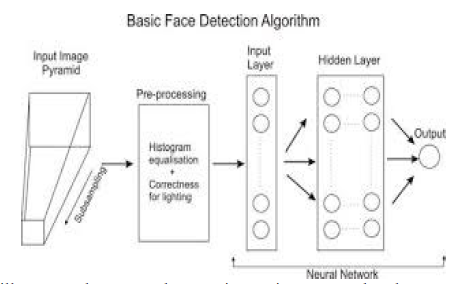 Basic Face Detection Algorithm
Input Image
Pyramid
Subsampling
Pre-processing
Histogram
equalisation
+
Correctness
for lighting
Input
Layer
Hidden Layer
Output
Neural Network